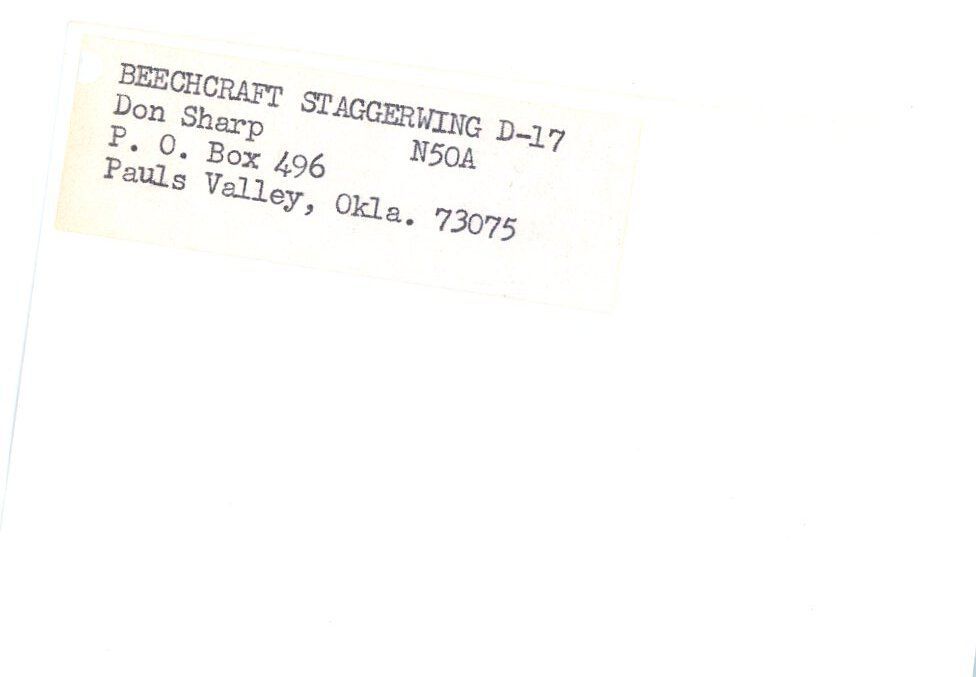 BEECHCRAFT STAGGERWING D-17
Don Sharp N50A
P. O. Box 496
Pauls Valley, Okla. 73075